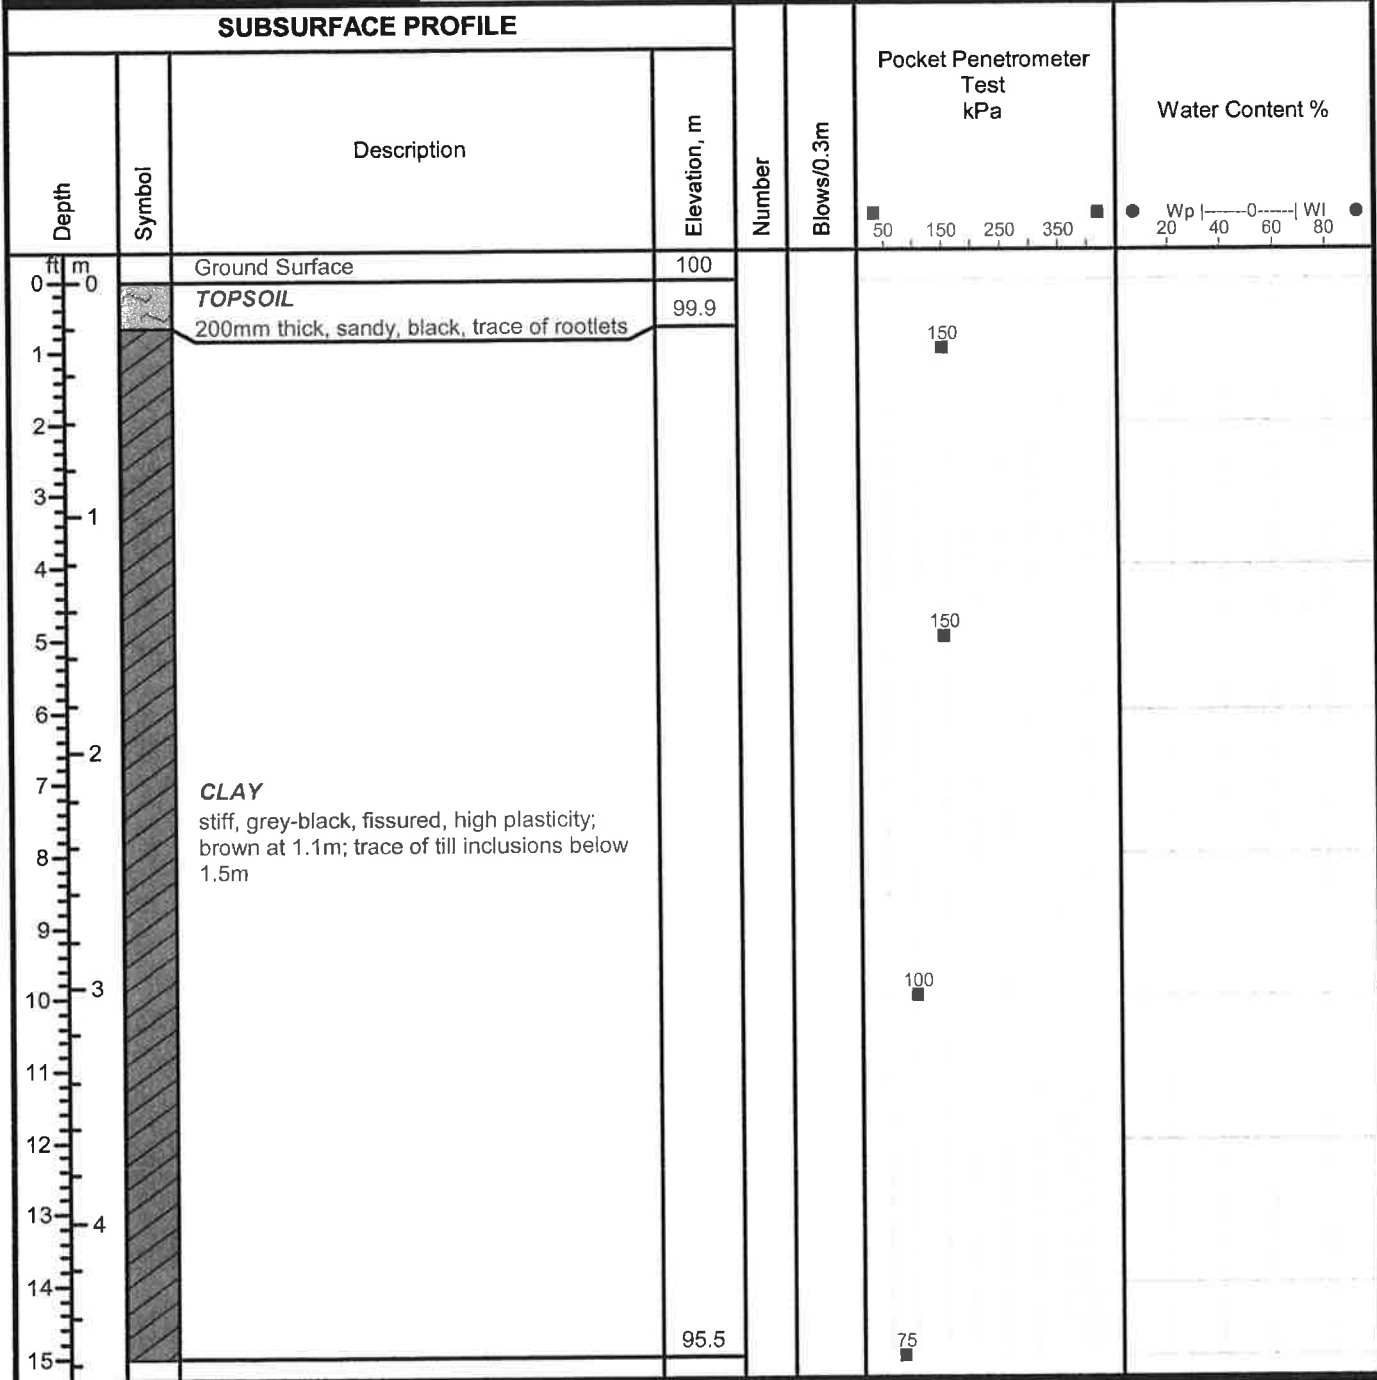 SUBSURFACE PROFILE
Depth
Symbol
Description
Elevation, m
Number
Blows/0.3m
Pocket Penetrometer
Test
kPa
50 150 250 350
Water Content %
Wp |------0-----| Wl
20 40 60 80
ft m
Ground Surface
100
0 0
TOPSOIL
200mm thick, sandy, black, trace of rootlets
99.9
150
1
2
3
1
4
150
5
6
2
7
CLAY
stiff, grey-black, fissured, high plasticity;
brown at 1.1m; trace of till inclusions below
1.5m
8
9
3
100
10
11
12
13
4
14
95.5
75
15